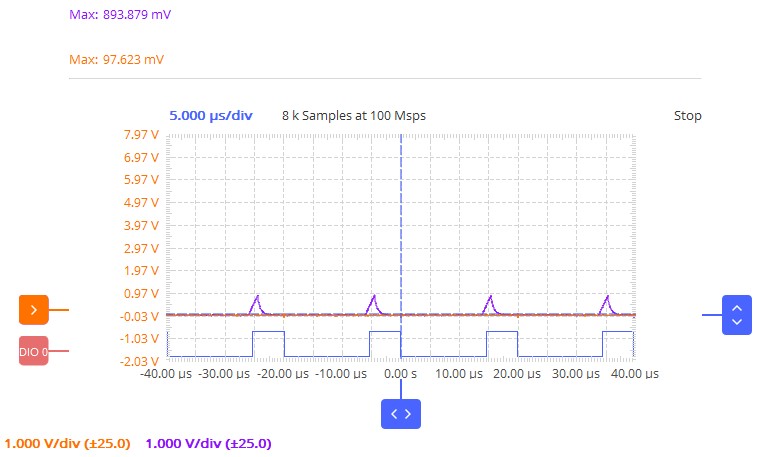 Max: 893.879 mV
Max: 97.623 mV
5.000 µs/div 8 k Samples at 100 Msps Stop
7.97 V
6.97 V
5.97 V
4.97 V
3.97 V
2.97 V
1.97 V
0.97 V
-0.03 V
-1.03 V
DIO 0
-2.03 V
-40.00 µs -30.00 µs -20.00 µs -10.00 µs 0.00 s 10.00 µs 20.00 µs 30.00 µs 40.00 µs
1.000 V/div (±25.0) 1.000 V/div (±25.0)